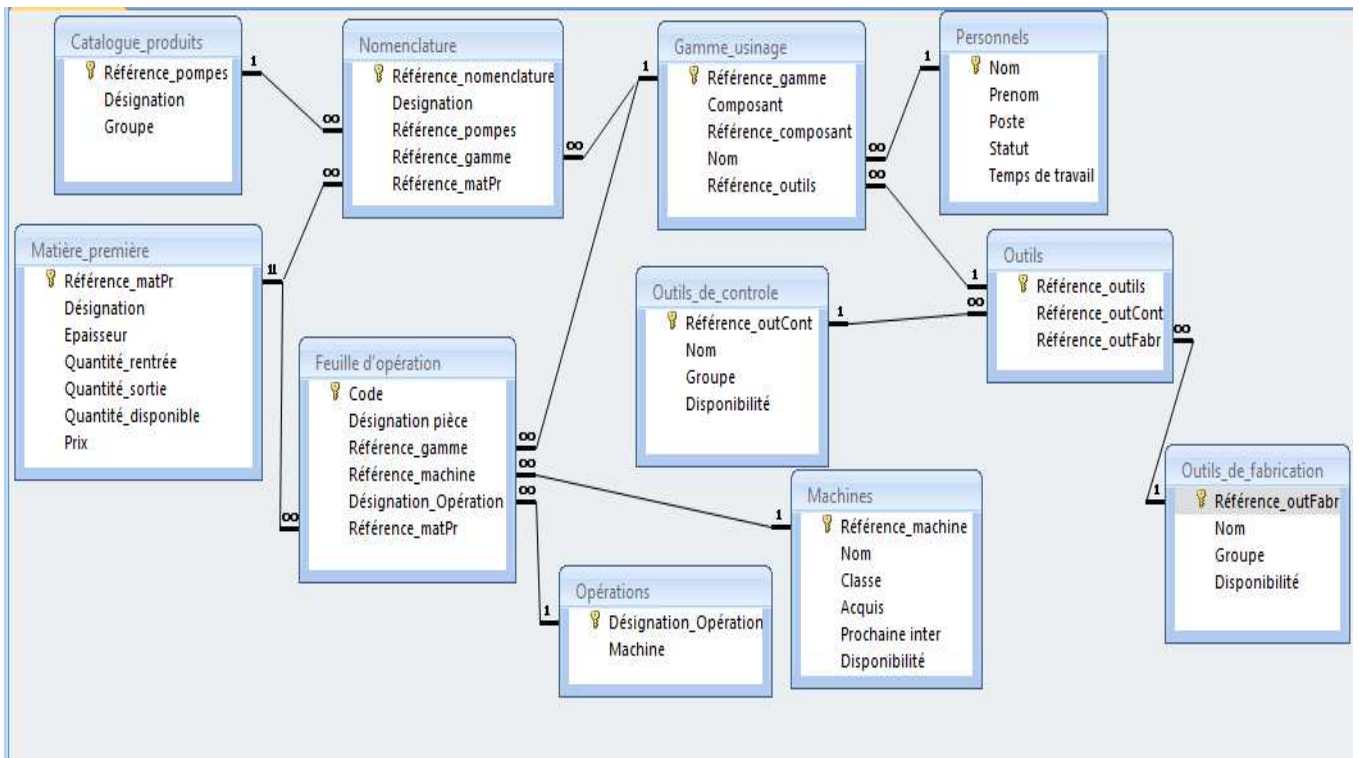 Catalogue_produits
Référence_pompes
Désignation
Groupe
Nomenclature
Référence_nomenclature
Designation
Référence_pompes
Référence_gamme
Référence_matPr
Gamme_usinage
Référence_gamme
Composant
Référence_composant
Nom
Référence_outils
Personnels
Nom
Prenom
Poste
Statut
Temps de travail
Matière_première
Référence_matPr
Désignation
Epaisseur
Quantité_rentrée
Quantité_sortie
Quantité_disponible
Prix
Feuille d'opération
Code
Désignation pièce
Référence_gamme
Référence_machine
Désignation_Opération
Référence_matPr
Outils_de_controle
Référence_outCont
Nom
Groupe
Disponibilité
Outils
Référence_outils
Référence_outCont
Référence_outFabr
Opérations
Désignation_Opération
Machine
Machines
Référence_machine
Nom
Classe
Acquis
Prochaine inter
Disponibilité
Outils_de_fabrication
Référence_outFabr
Nom
Groupe
Disponibilité
1
∞
1
∞
1
∞
∞
∞
11
∞
1
∞
1
∞
∞
∞
∞
1
1
1